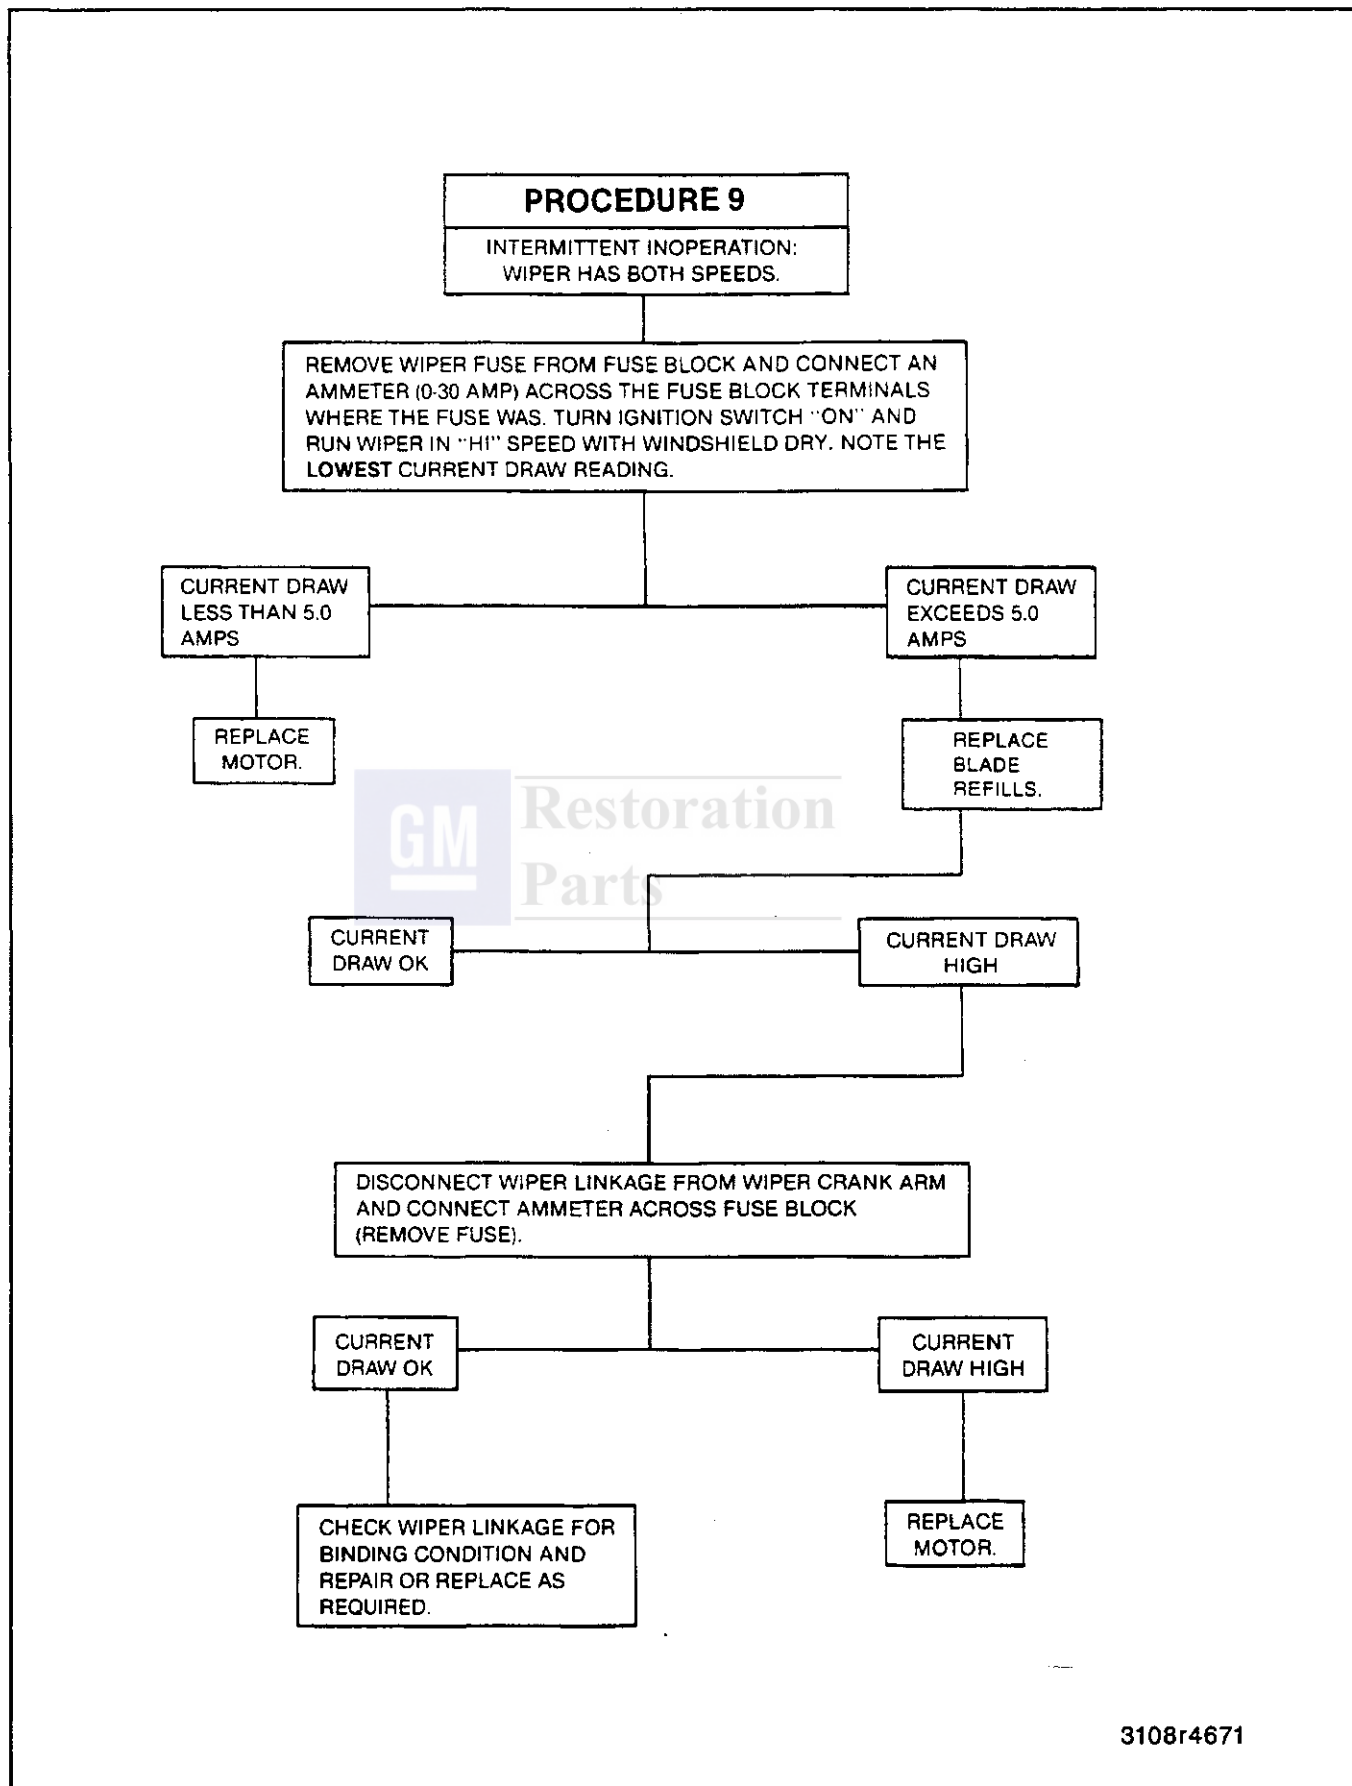 PROCEDURE 9
INTERMITTENT INOPERATION:
WIPER HAS BOTH SPEEDS.
REMOVE WIPER FUSE FROM FUSE BLOCK AND CONNECT AN
AMMETER (0-30 AMP) ACROSS THE FUSE BLOCK TERMINALS
WHERE THE FUSE WAS. TURN IGNITION SWITCH "ON" AND
RUN WIPER IN "HI" SPEED WITH WINDSHIELD DRY. NOTE THE
LOWEST CURRENT DRAW READING.
CURRENT DRAW
LESS THAN 5.0
AMPS
CURRENT DRAW
EXCEEDS 5.0
AMPS
REPLACE
MOTOR.
REPLACE
BLADE
REFILLS.
GM
Restoration
Parts
CURRENT
DRAW OK
CURRENT DRAW
HIGH
DISCONNECT WIPER LINKAGE FROM WIPER CRANK ARM
AND CONNECT AMMETER ACROSS FUSE BLOCK
(REMOVE FUSE).
CURRENT
DRAW OK
CURRENT
DRAW HIGH
CHECK WIPER LINKAGE FOR
BINDING CONDITION AND
REPAIR OR REPLACE AS
REQUIRED.
REPLACE
MOTOR.
3108r4671